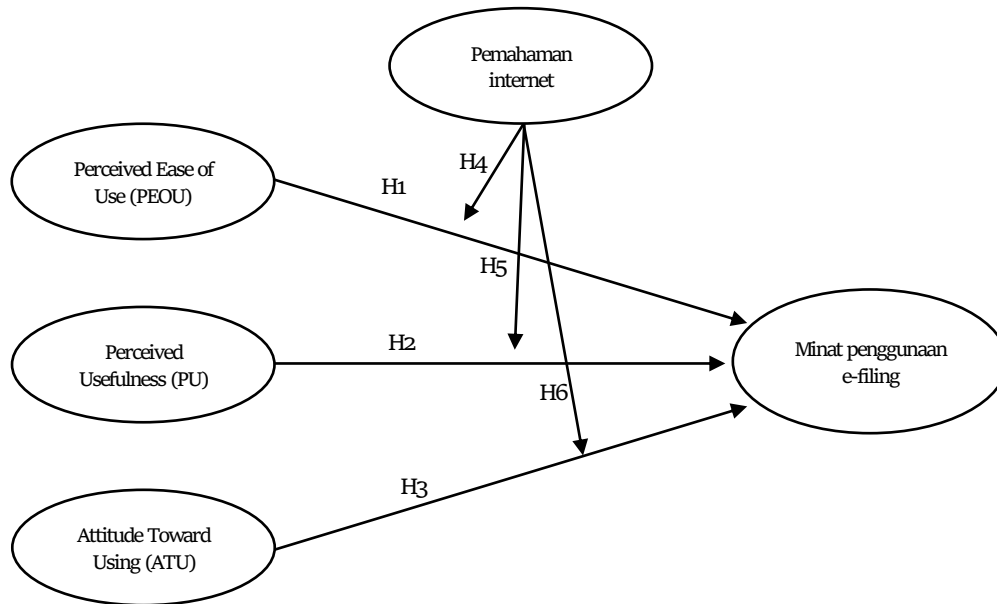 Pemahaman
internet
H4
Perceived Ease of
Use (PEOU)
H1
H5
Perceived
Usefulness (PU)
H2
Minat penggunaan
e-filing
H6
H3
Attitude Toward
Using (ATU)